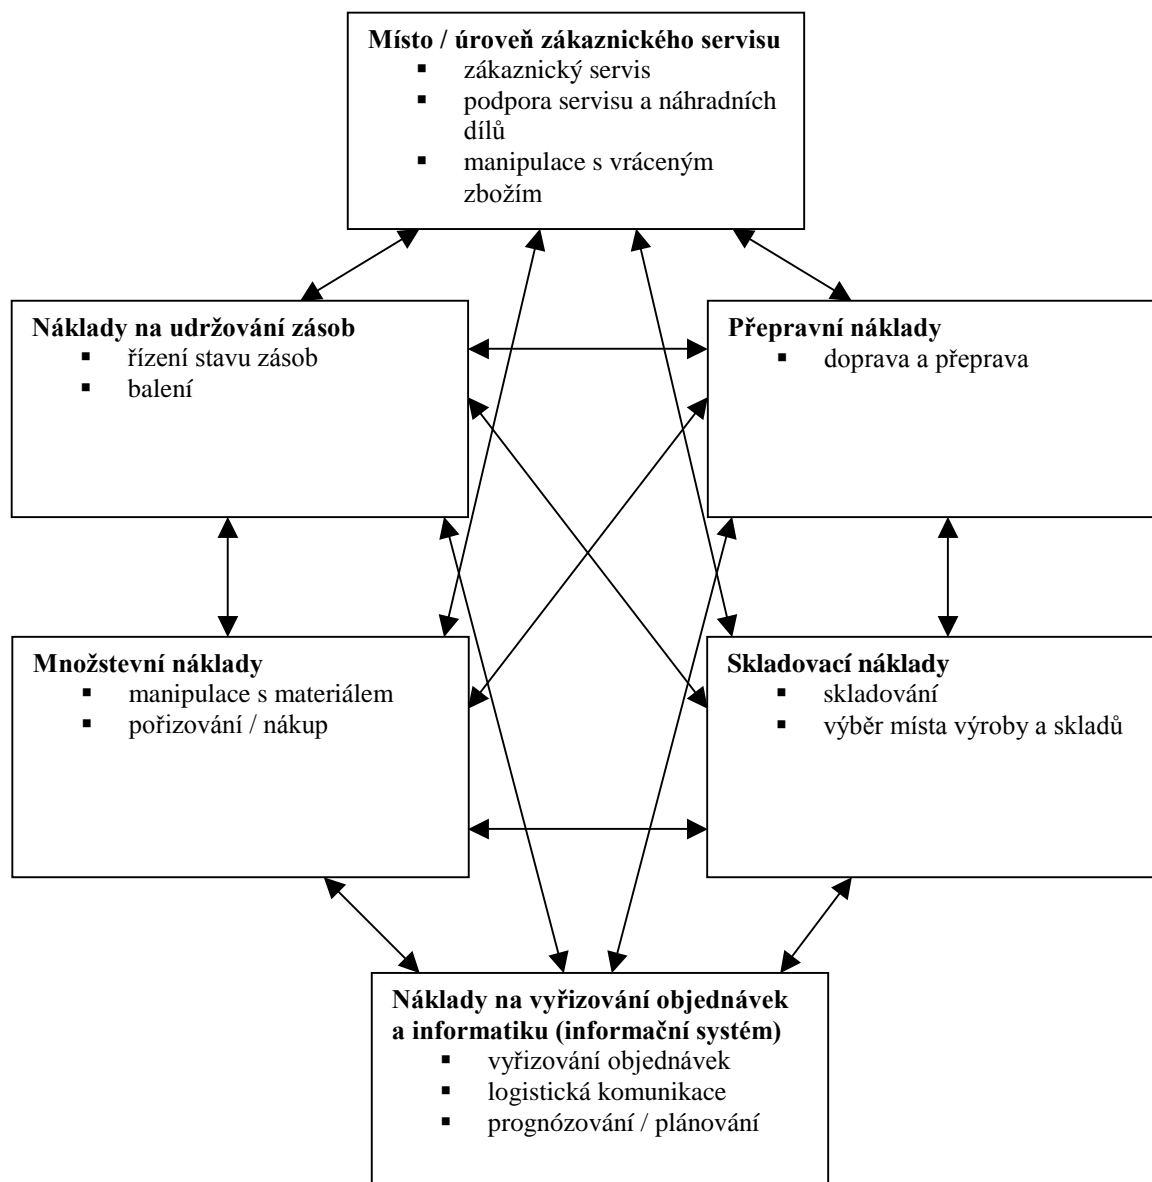 Místo / úroveň zákaznického servisu
▪ zákaznický servis
▪ podpora servisu a náhradních
dílů
▪ manipulace s vráceným
zbožím
Náklady na udržování zásob
▪ řízení stavu zásob
▪ balení
Přepravní náklady
▪ doprava a přeprava
Množstevní náklady
▪ manipulace s materiálem
▪ pořizování / nákup
Skladovací náklady
▪ skladování
▪ výběr místa výroby a skladů
Náklady na vyřizování objednávek
a informatiku (informační systém)
▪ vyřizování objednávek
▪ logistická komunikace
▪ prognózování / plánování